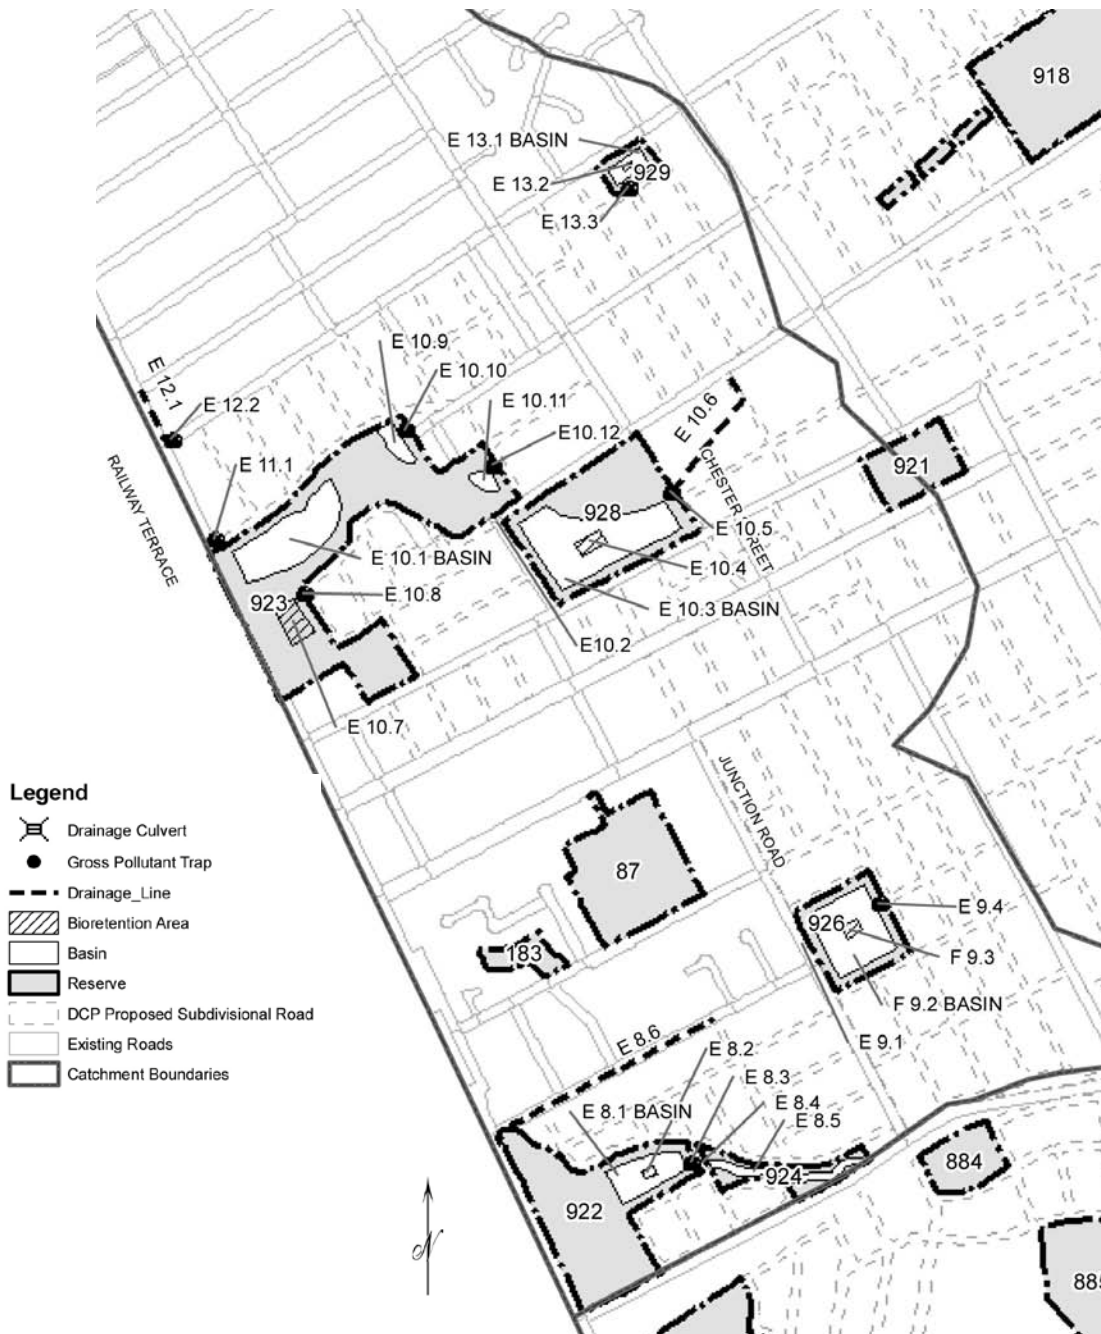 918
E 13.1 BASIN
929
E 13.2
E 13.3
E 10.9
E 12.1
E 10.10
E 12.2
E 10.11
E10.12
E 10.6
E 11.1
RAILWAY TERRACE
CHESTER STREET
921
928
E 10.5
E 10.1 BASIN
E 10.4
923
E 10.8
E 10.3 BASIN
E10.2
E 10.7
JUNCTION ROAD
87
926
E 9.4
183
F 9.3
F 9.2 BASIN
E 9.1
E 8.6
E 8.2
E 8.3
E 8.1 BASIN
E 8.4
E 8.5
924
884
922
885
N
Legend
Drainage Culvert
Gross Pollutant Trap
Drainage_Line
Bioretention Area
Basin
Reserve
DCP Proposed Subdivisional Road
Existing Roads
Catchment Boundaries